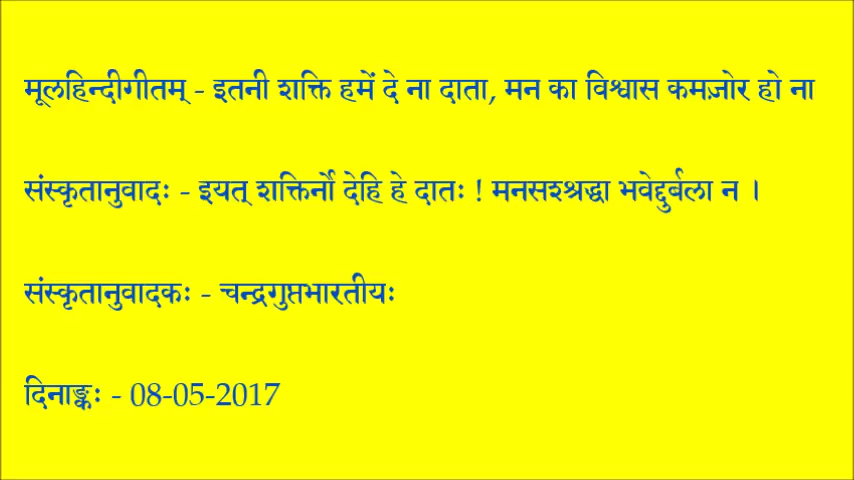 मूलहिन्दीगीतम् - इतनी शक्ति हमें दे ना दाता, मन का विश्वास कमज़ोर हो ना
संस्कृतानुवादः - इयत् शक्तिर्नो देहि हे दातः ! मनसश्श्रद्धा भवेद्दुर्बला न ।
संस्कृतानुवादकः - चन्द्रगुप्तभारतीयः
दिनाङ्कः - 08-05-2017